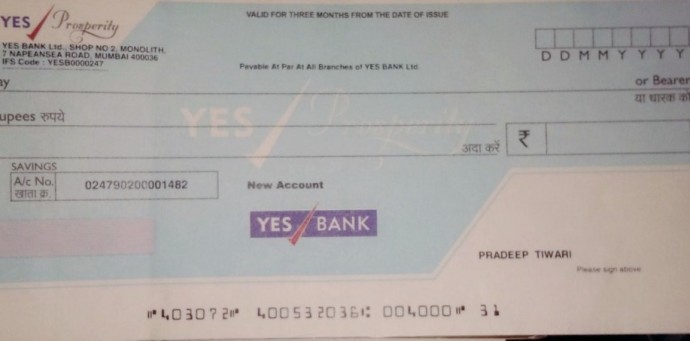 YES Prosperity
VALID FOR THREE MONTHS FROM THE DATE OF ISSUE
YES BANK Ltd., SHOP NO 2, MONOLITH,
7 NAPEANSEA ROAD, MUMBAI 400036
IFS Code : YESB0000247
Payable At Par At All Branches of YES BANK Ltd.
D D M M Y Y Y Y
ay
or Bearer
या धारक को
upees रुपये
YES Prosperity
अदा करें
₹
SAVINGS
A/c No.
खाता क्र.
024790200001482
New Account
YES BANK
PRADEEP TIWARI
Please sign above
⑈403072⑈ 400532036⑆ 004000⑈ 31